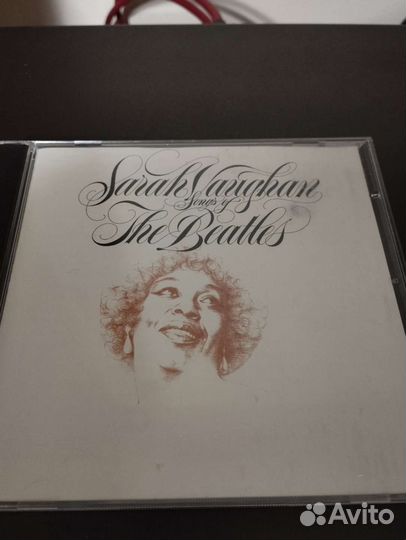 Sarah Vaughan
Songs of
The Beatles
Avito